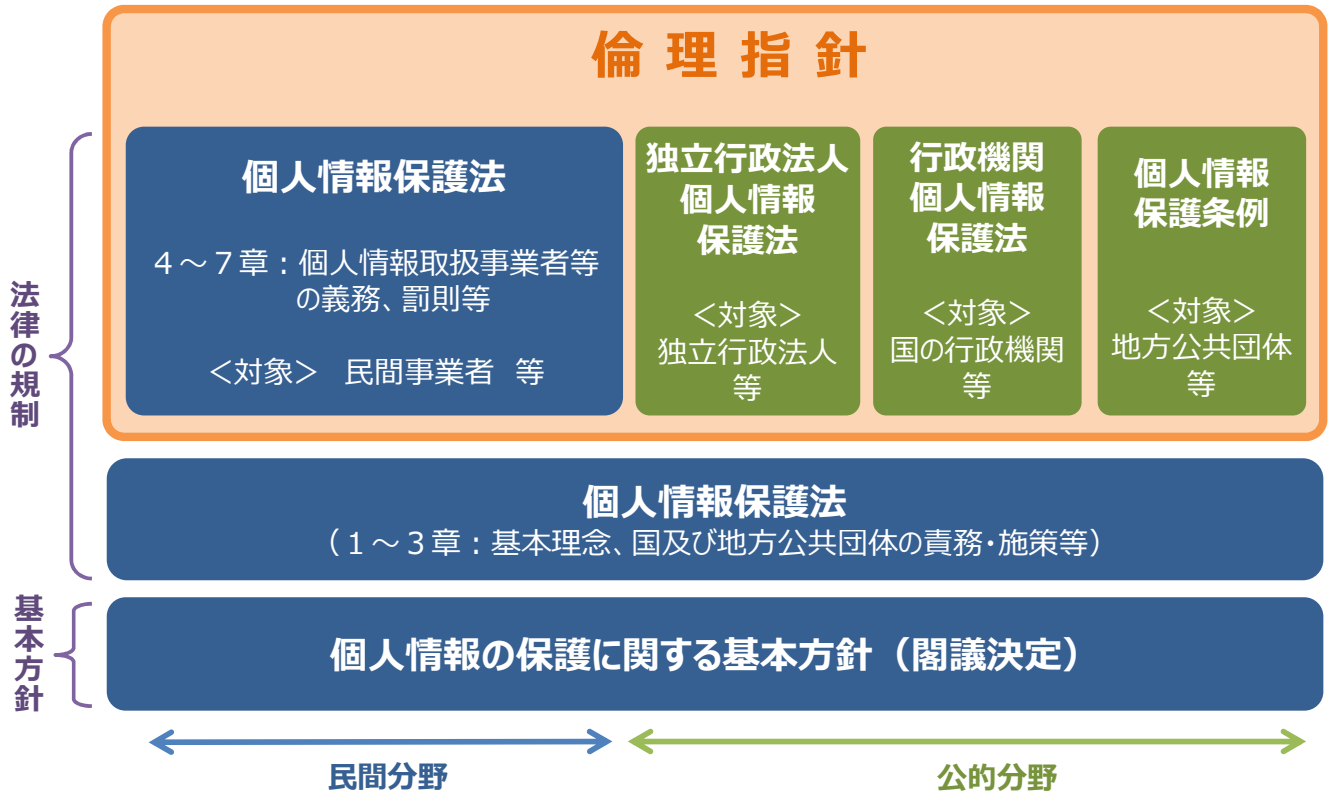 倫理指針
個人情報保護法
4～7章：個人情報取扱事業者等
の義務、罰則等
＜対象＞　民間事業者　等
独立行政法人
個人情報
保護法
＜対象＞
独立行政法人
等
行政機関
個人情報
保護法
＜対象＞
国の行政機関
等
個人情報
保護条例
＜対象＞
地方公共団体
等
法律の規制
個人情報保護法
（1～3章：基本理念、国及び地方公共団体の責務・施策等）
基本方針
個人情報の保護に関する基本方針（閣議決定）
民間分野
公的分野